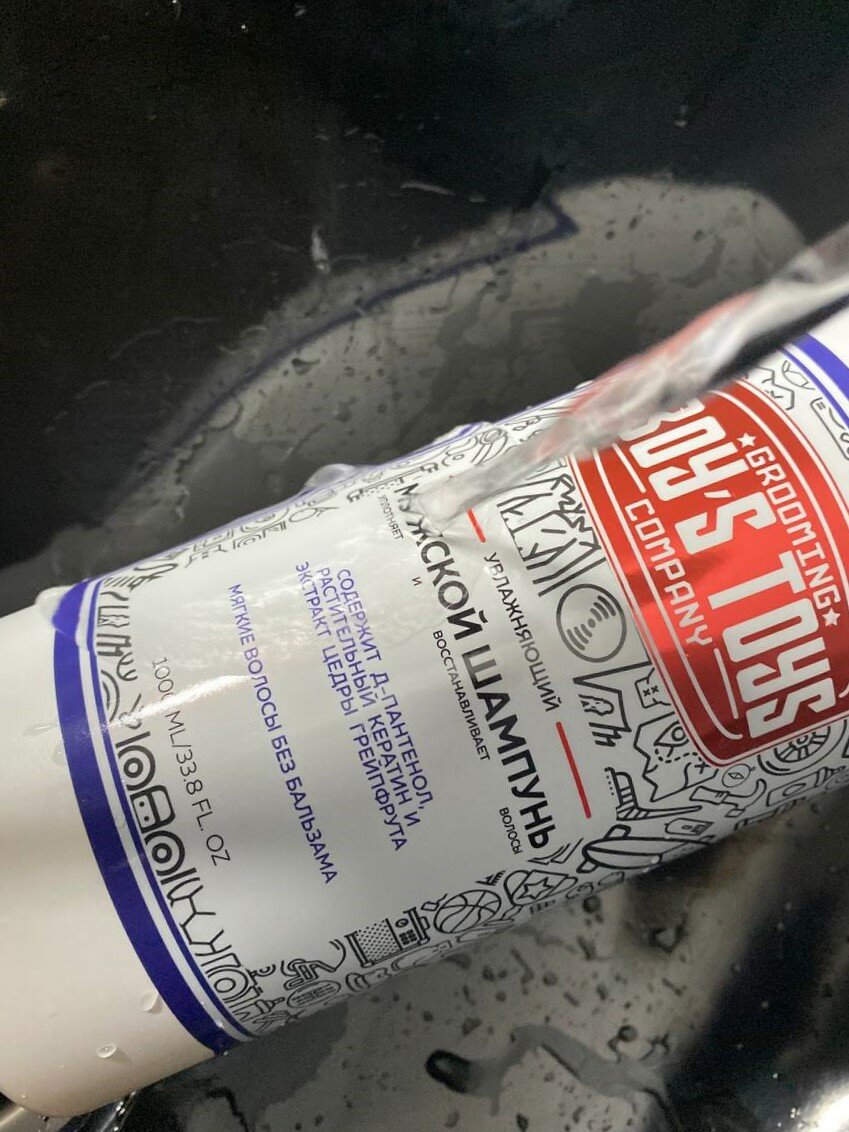 BOY'S TOYS
★GROOMING★
COMPANY
УВЛАЖНЯЮЩИЙ
МУЖСКОЙ ШАМПУНЬ
УПЛОТНЯЕТ И ВОССТАНАВЛИВАЕТ ВОЛОСЫ
СОДЕРЖИТ Д-ПАНТЕНОЛ,
РАСТИТЕЛЬНЫЙ КЕРАТИН И
ЭКСТРАКТ ЦЕДРЫ ГРЕЙПФРУТА
МЯГКИЕ ВОЛОСЫ БЕЗ БАЛЬЗАМА
1000 ML/33.8 FL. OZ